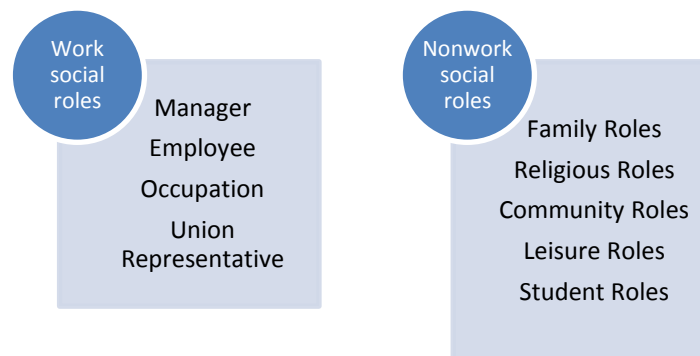 Work
social
roles
Manager
Employee
Occupation
Union
Representative
Nonwork
social
roles
Family Roles
Religious Roles
Community Roles
Leisure Roles
Student Roles